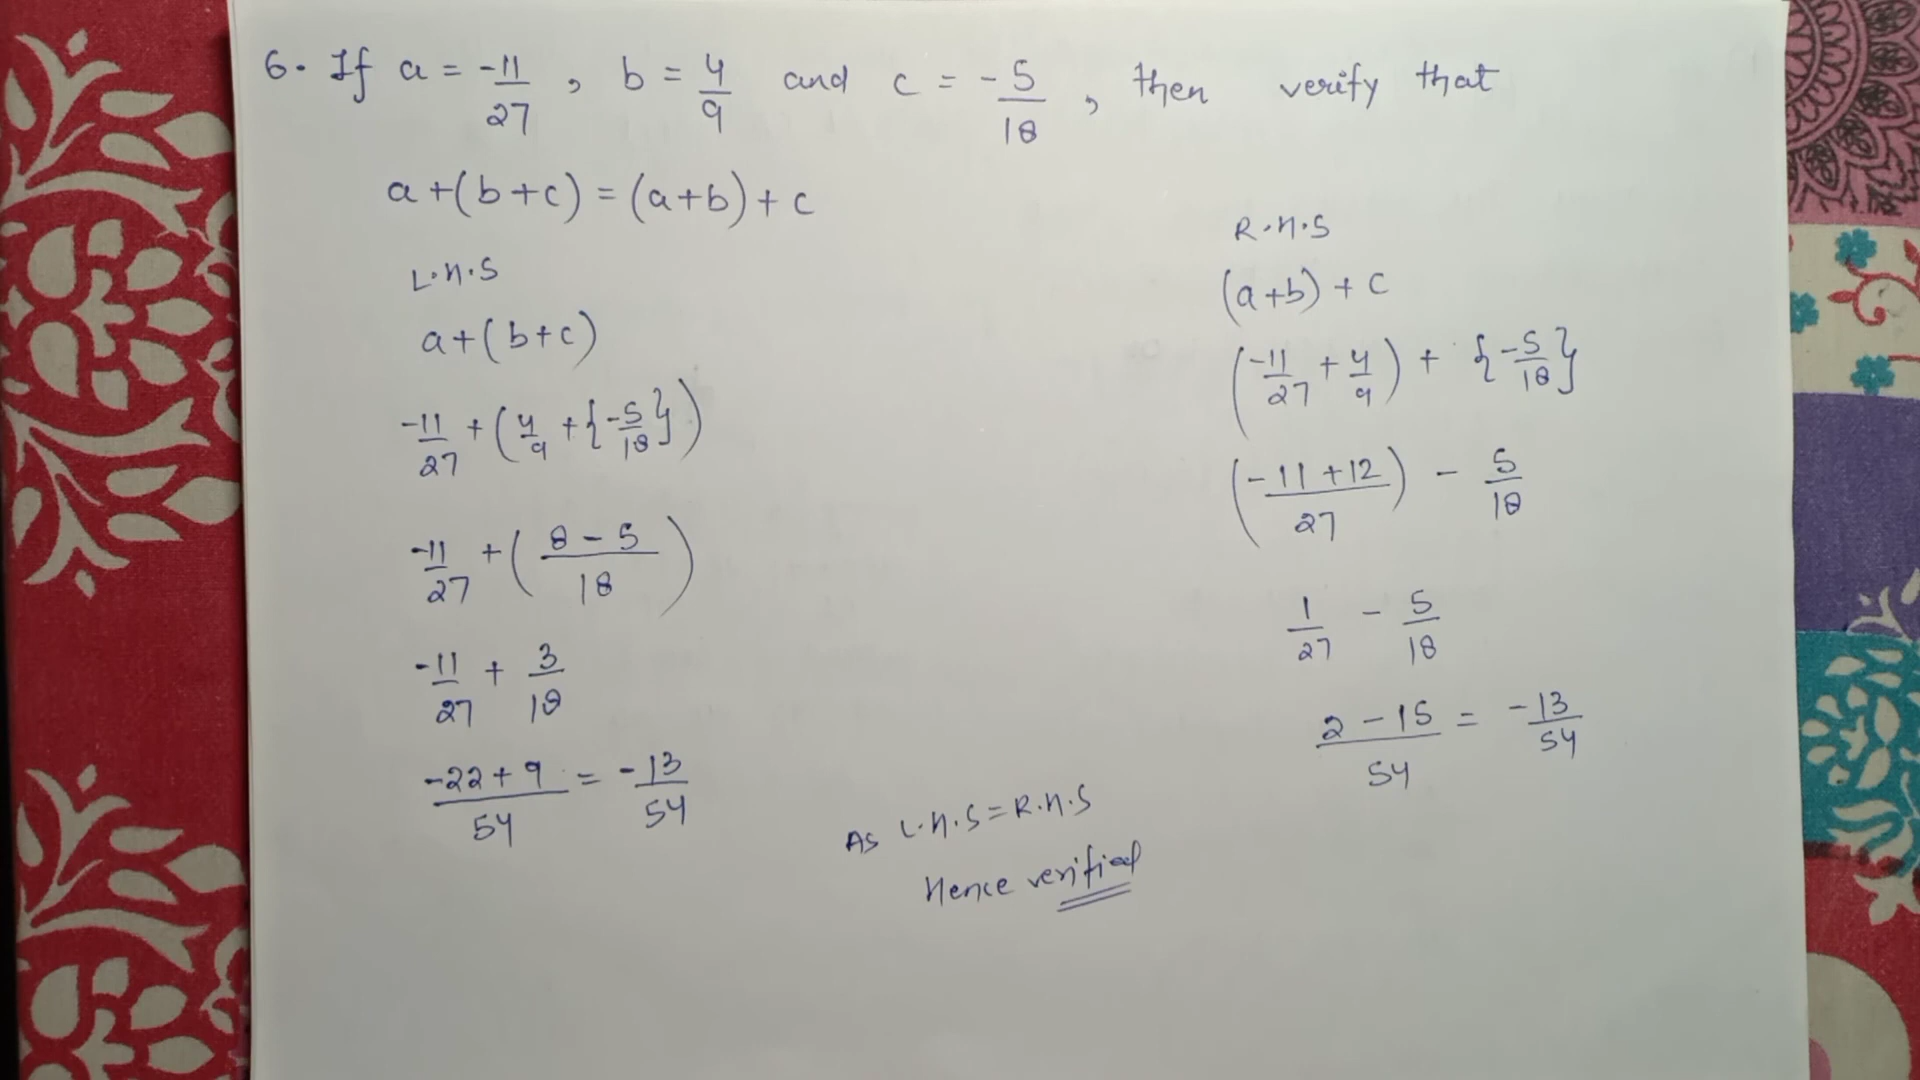 6. If a = -11/27 , b = 4/9 and c = -5/18 , then verify that
a+(b+c) = (a+b)+c
L.H.S
a+(b+c)
-11/27 + (4/9 + {-5/18})
-11/27 + (8-5/18)
-11/27 + 3/18
-22+9/54 = -13/54
R.H.S
(a+b) + c
(-11/27 + 4/9) + {-5/18}
(-11+12/27) - 5/18
1/27 - 5/18
2-15/54 = -13/54
As L.H.S = R.H.S
Hence verified